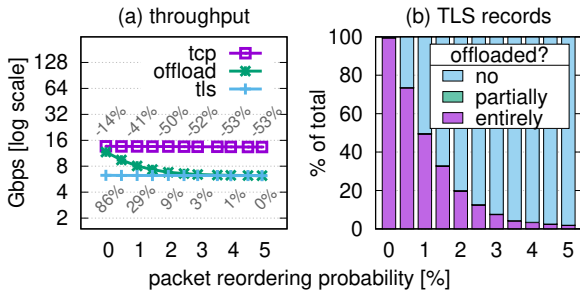 (a) throughput
Gbps [log scale]
128
64
32
16
8
4
2
tcp
offload
tls
-14%
-41%
-50%
-52%
-53%
-53%
86%
29%
9%
3%
1%
0%
0 1 2 3 4 5
(b) TLS records
% of total
100
80
60
40
20
0
offloaded?
no
partially
entirely
0 1 2 3 4 5
packet reordering probability [%]